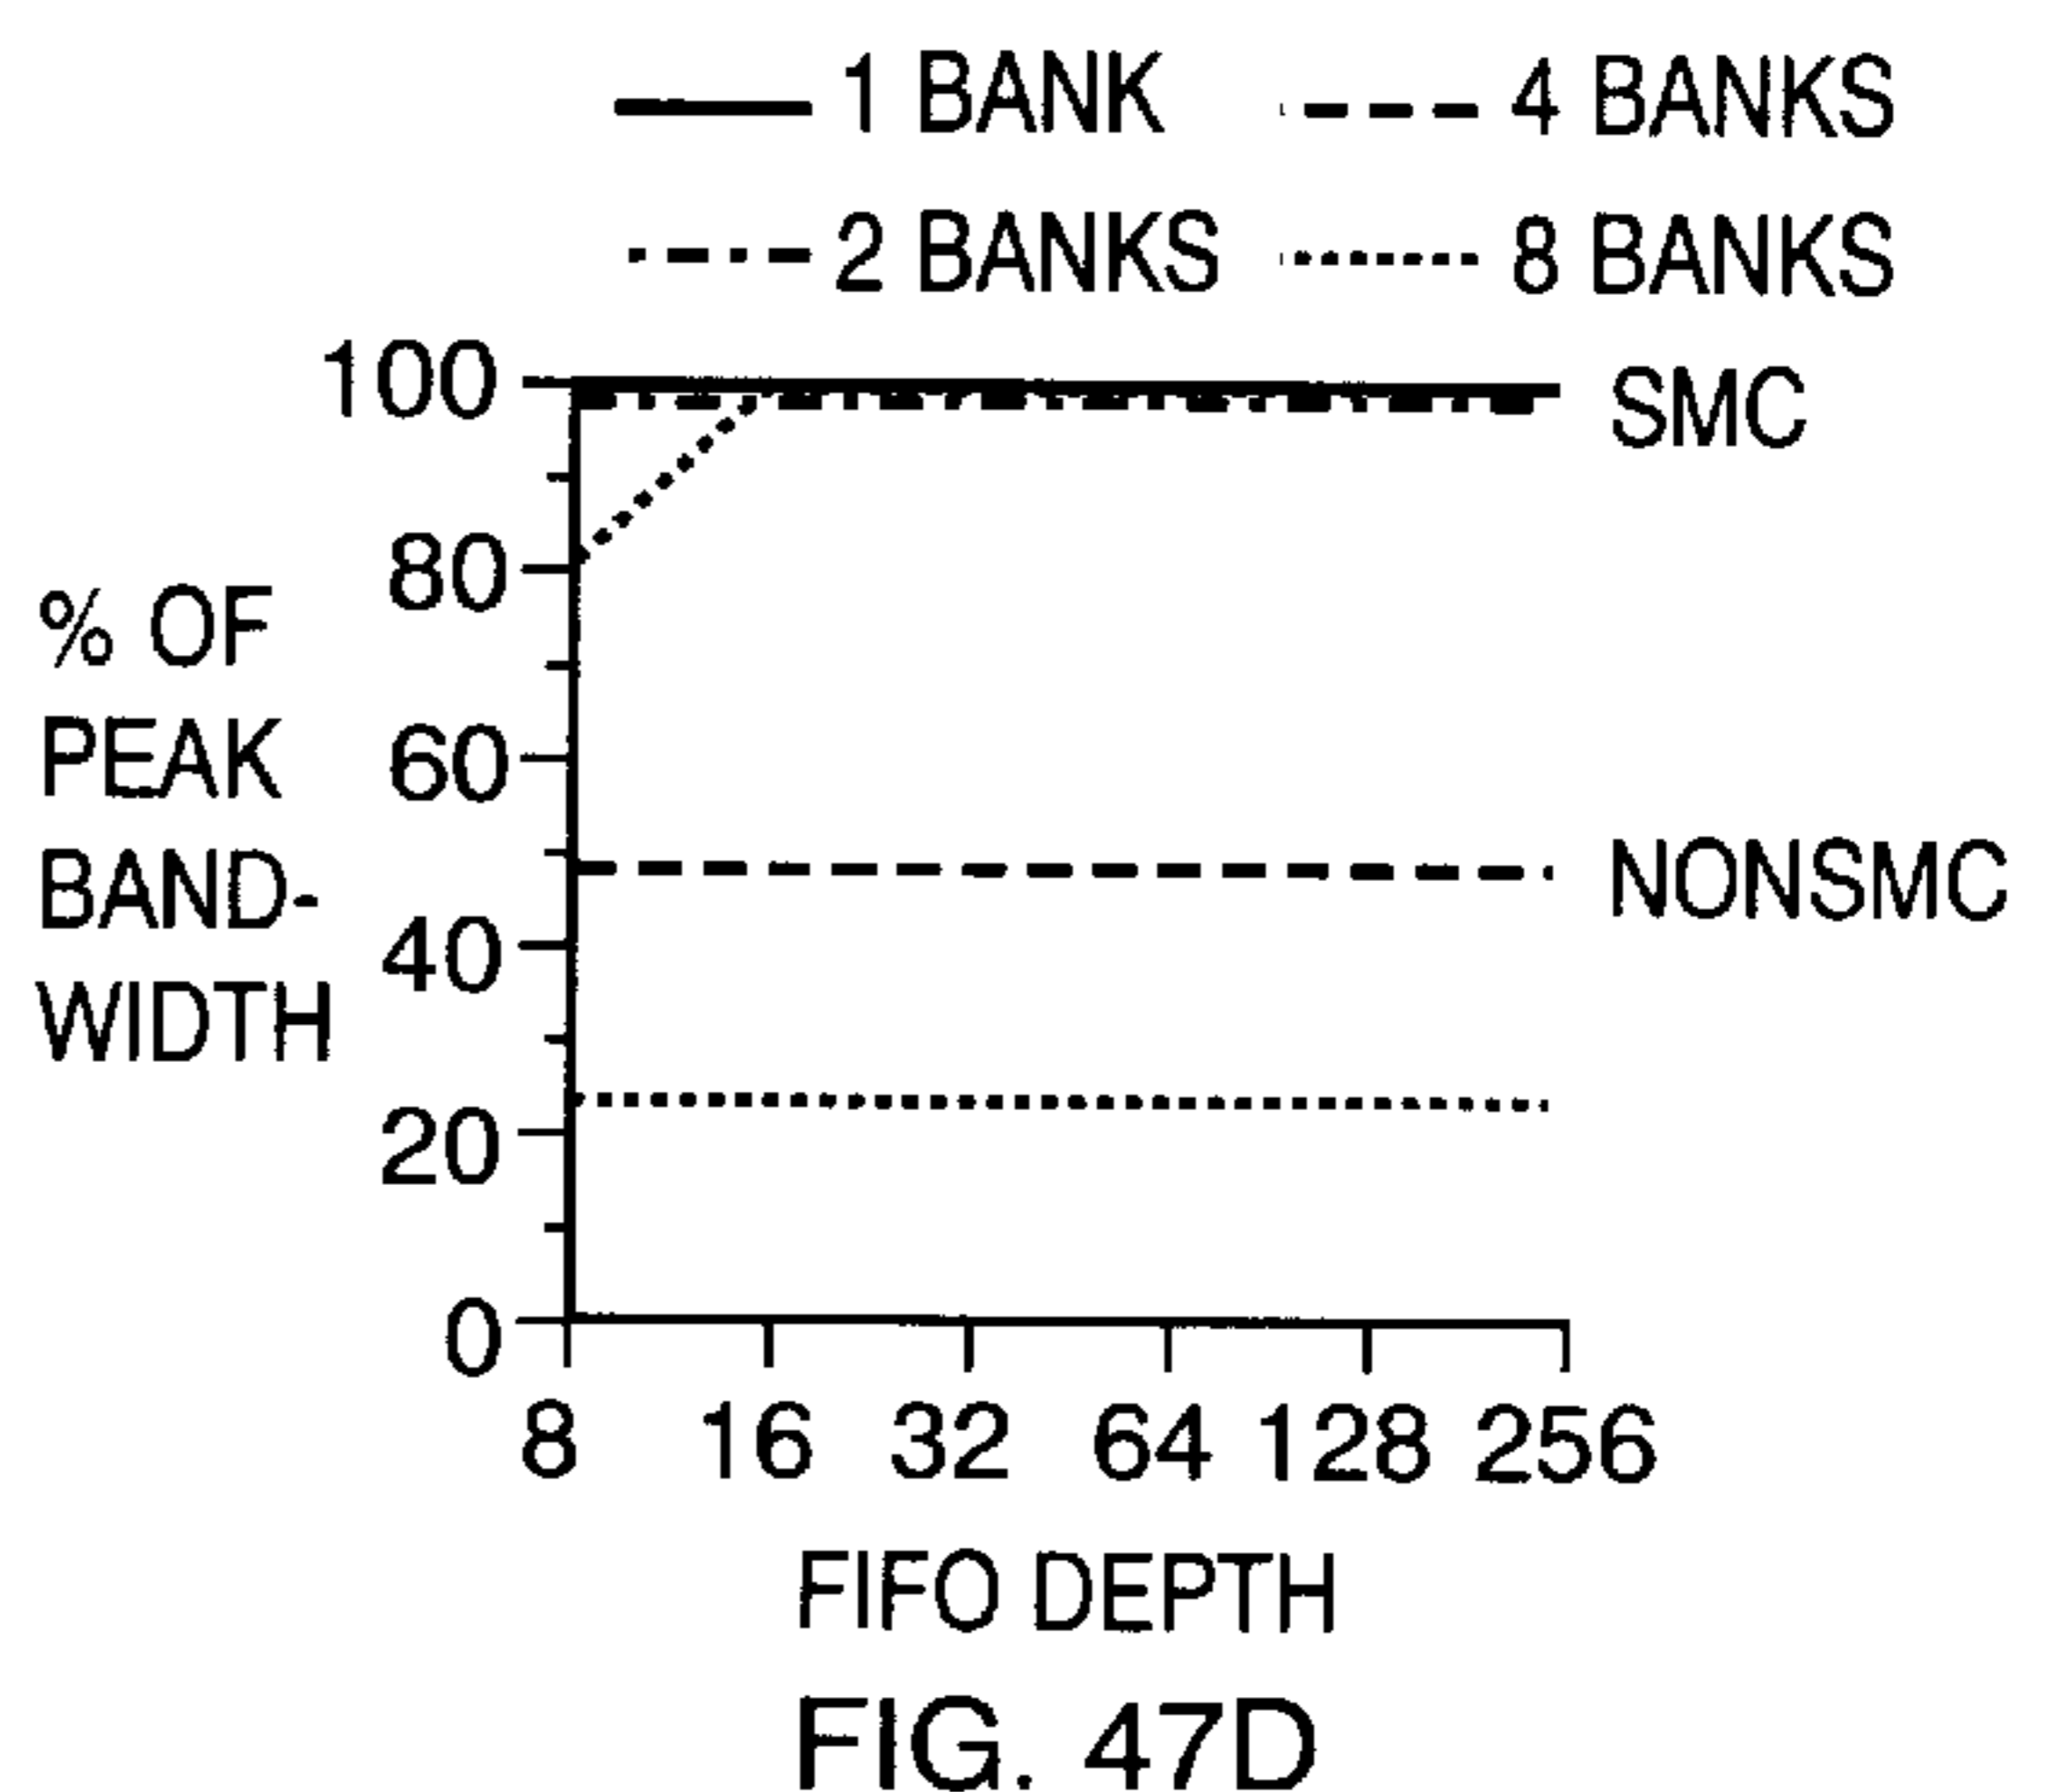 1 BANK
4 BANKS
2 BANKS
8 BANKS
100
80
60
40
20
0
% OF
PEAK
BAND-
WIDTH
SMC
NONSMC
8 16 32 64 128 256
FIFO DEPTH
FIG. 47D